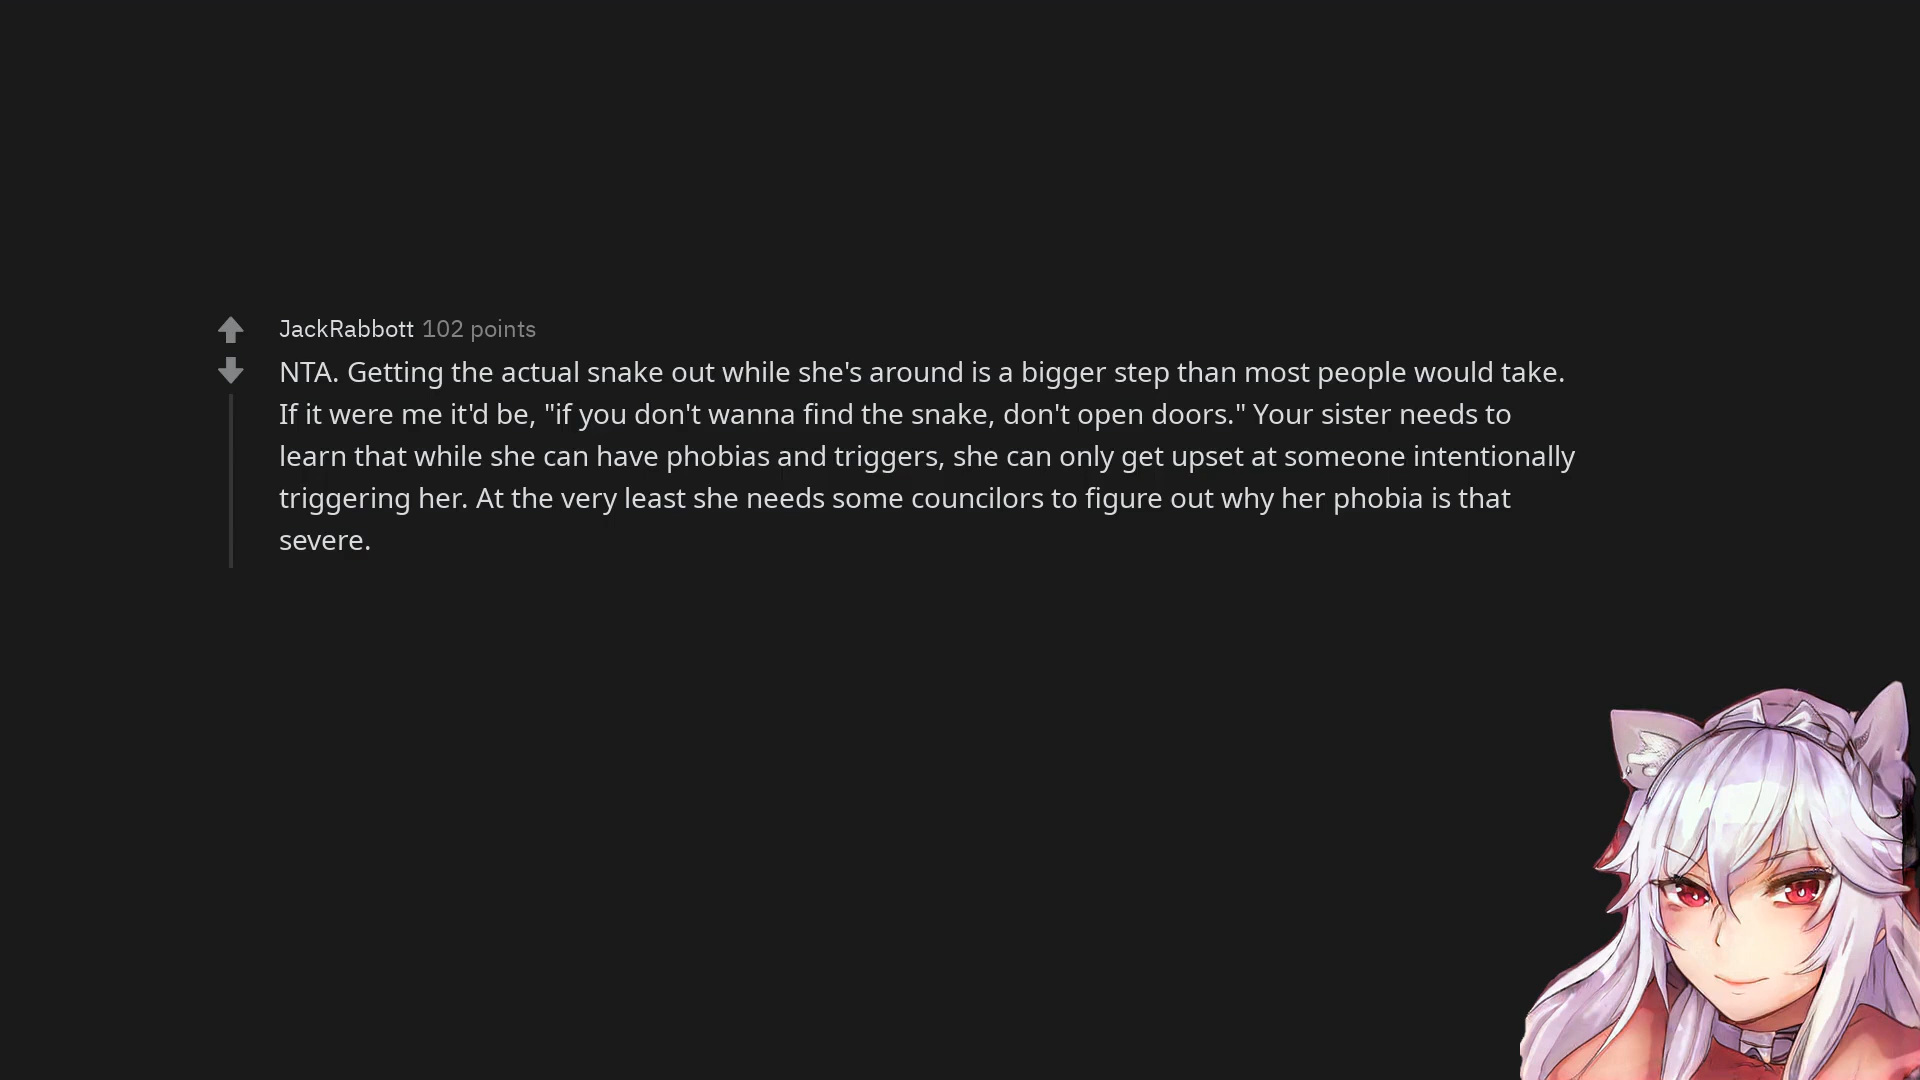 JackRabbott 102 points
NTA. Getting the actual snake out while she's around is a bigger step than most people would take.
If it were me it'd be, "if you don't wanna find the snake, don't open doors." Your sister needs to
learn that while she can have phobias and triggers, she can only get upset at someone intentionally
triggering her. At the very least she needs some councilors to figure out why her phobia is that
severe.